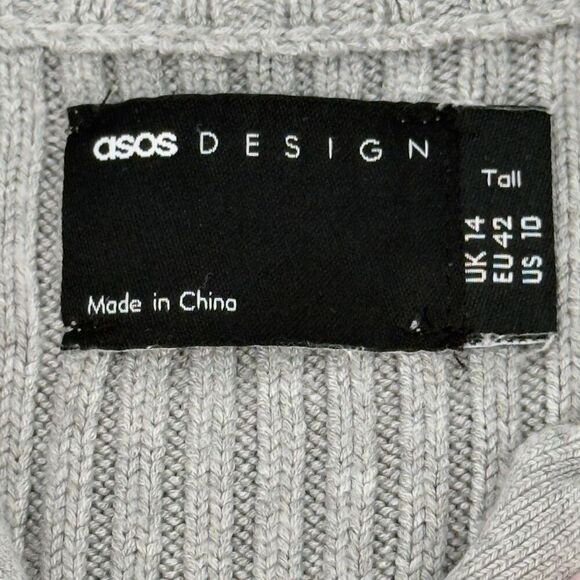 asos DESIGN
Made in China
Tall
UK 14
EU 42
US 10